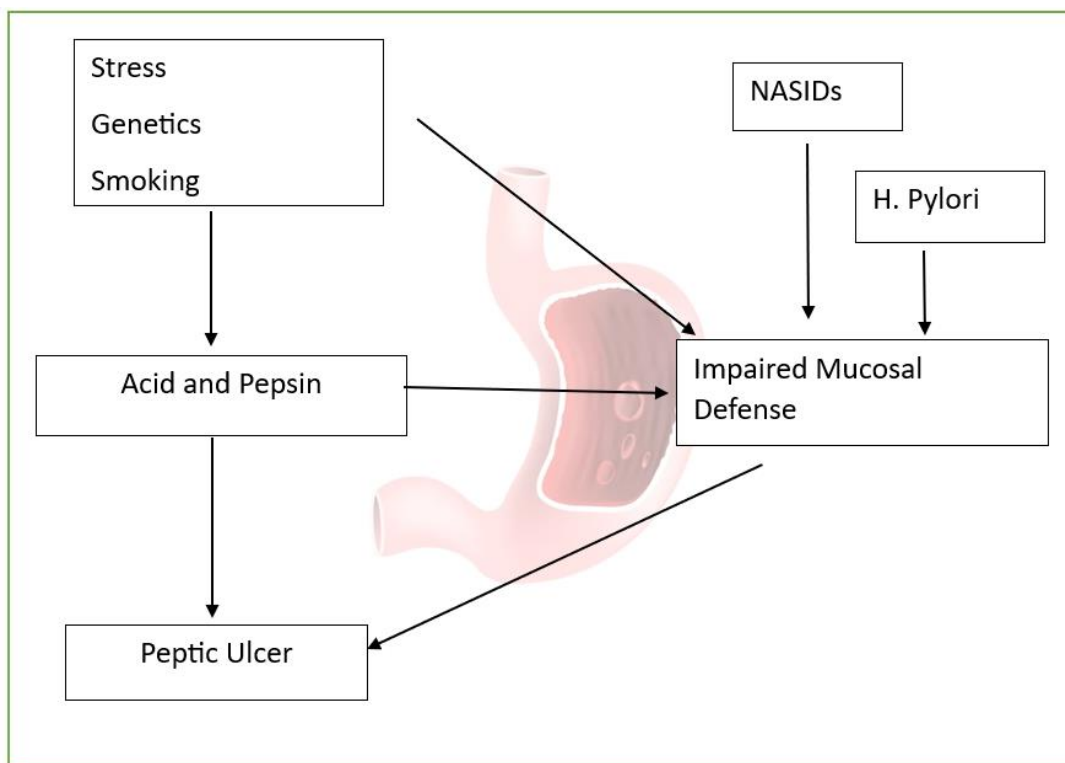 Stress
Genetics
Smoking
NASIDs
H. Pylori
Acid and Pepsin
Impaired Mucosal
Defense
Peptic Ulcer